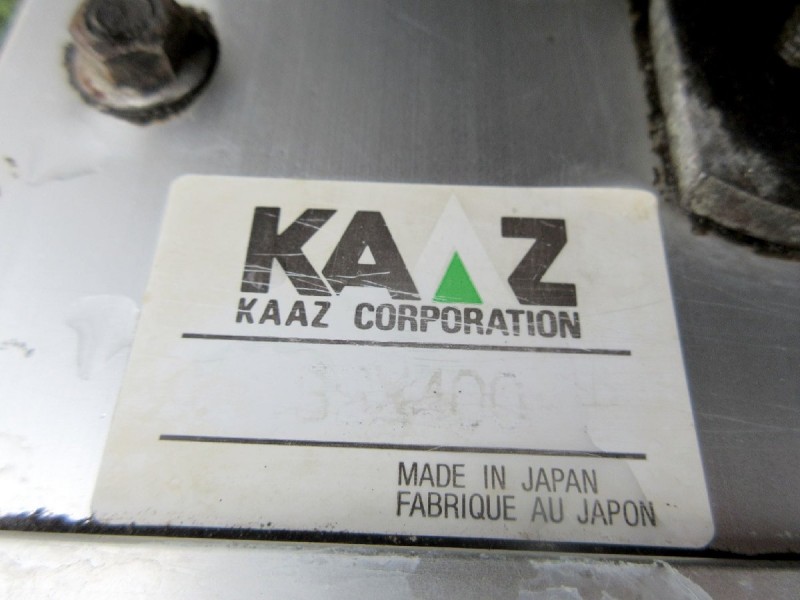 KAAZ
KAAZ CORPORATION
MADE IN JAPAN
FABRIQUE AU JAPON